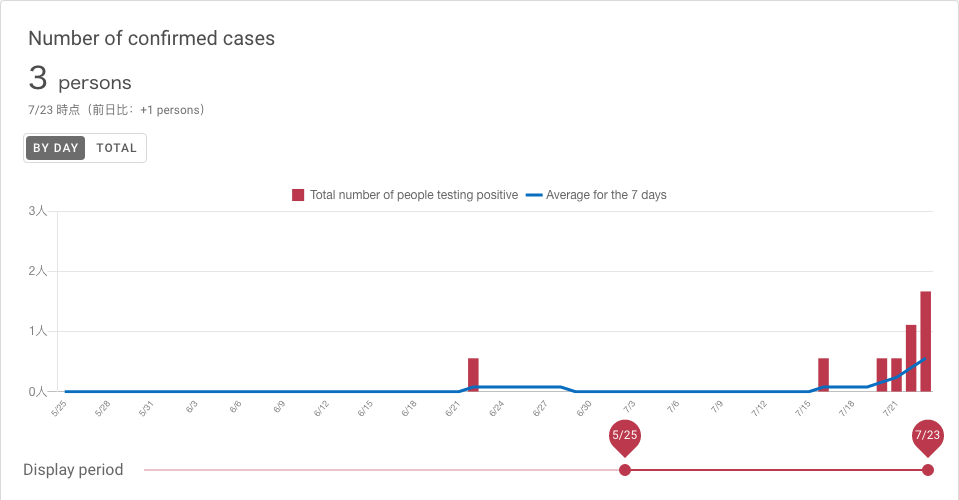 Number of confirmed cases
3 persons
7/23 時点（前日比：+1 persons）
BY DAY TOTAL
Total number of people testing positive Average for the 7 days
3人
2人
1人
0人
5/25 5/28 5/31 6/3 6/6 6/9 6/12 6/15 6/18 6/21 6/24 6/27 6/30 7/3 7/6 7/9 7/12 7/15 7/18 7/21
5/25 7/23
Display period